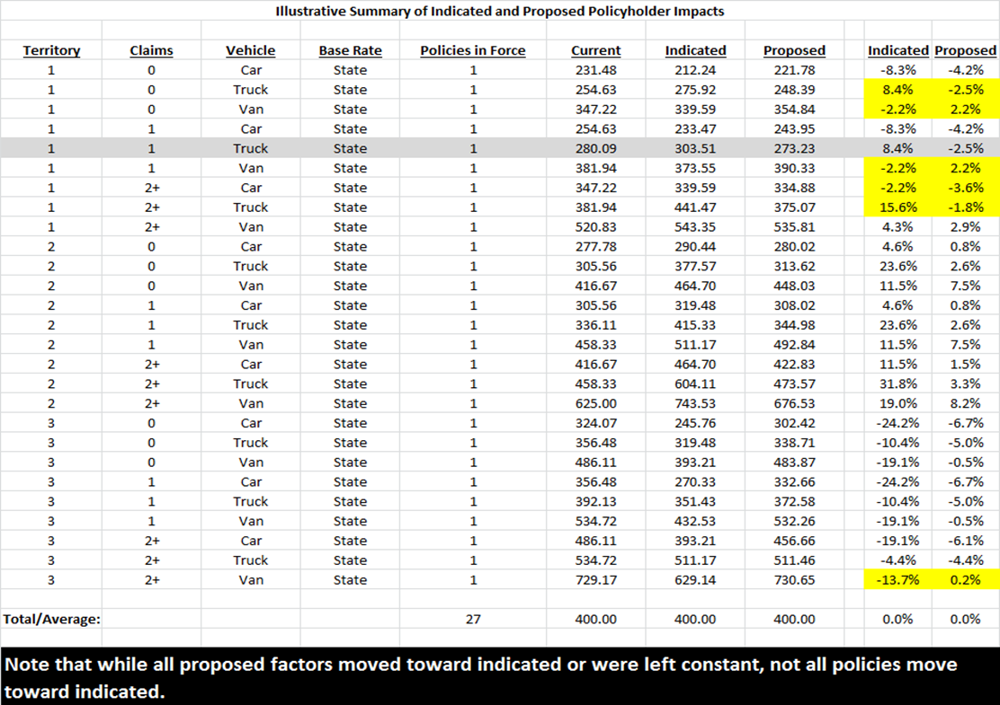 Illustrative Summary of Indicated and Proposed Policyholder Impacts
Territory Claims Vehicle Base Rate Policies in Force Current Indicated Proposed Indicated Proposed
1 0 Car State 1 231.48 212.24 221.78 -8.3% -4.2%
1 0 Truck State 1 254.63 275.92 248.39 8.4% -2.5%
1 0 Van State 1 347.22 339.59 354.84 -2.2% 2.2%
1 1 Car State 1 254.63 233.47 243.95 -8.3% -4.2%
1 1 Truck State 1 280.09 303.51 273.23 8.4% -2.5%
1 1 Van State 1 381.94 373.55 390.33 -2.2% 2.2%
1 2+ Car State 1 347.22 339.59 334.88 -2.2% -3.6%
1 2+ Truck State 1 381.94 441.47 375.07 15.6% -1.8%
1 2+ Van State 1 520.83 543.35 535.81 4.3% 2.9%
2 0 Car State 1 277.78 290.44 280.02 4.6% 0.8%
2 0 Truck State 1 305.56 377.57 313.62 23.6% 2.6%
2 0 Van State 1 416.67 464.70 448.03 11.5% 7.5%
2 1 Car State 1 305.56 319.48 308.02 4.6% 0.8%
2 1 Truck State 1 336.11 415.33 344.98 23.6% 2.6%
2 1 Van State 1 458.33 511.17 492.84 11.5% 7.5%
2 2+ Car State 1 416.67 464.70 422.83 11.5% 1.5%
2 2+ Truck State 1 458.33 604.11 473.57 31.8% 3.3%
2 2+ Van State 1 625.00 743.53 676.53 19.0% 8.2%
3 0 Car State 1 324.07 245.76 302.42 -24.2% -6.7%
3 0 Truck State 1 356.48 319.48 338.71 -10.4% -5.0%
3 0 Van State 1 486.11 393.21 483.87 -19.1% -0.5%
3 1 Car State 1 356.48 270.33 332.66 -24.2% -6.7%
3 1 Truck State 1 392.13 351.43 372.58 -10.4% -5.0%
3 1 Van State 1 534.72 432.53 532.26 -19.1% -0.5%
3 2+ Car State 1 486.11 393.21 456.66 -19.1% -6.1%
3 2+ Truck State 1 534.72 511.17 511.46 -4.4% -4.4%
3 2+ Van State 1 729.17 629.14 730.65 -13.7% 0.2%
Total/Average: 27 400.00 400.00 400.00 0.0% 0.0%
Note that while all proposed factors moved toward indicated or were left constant, not all policies move
toward indicated.